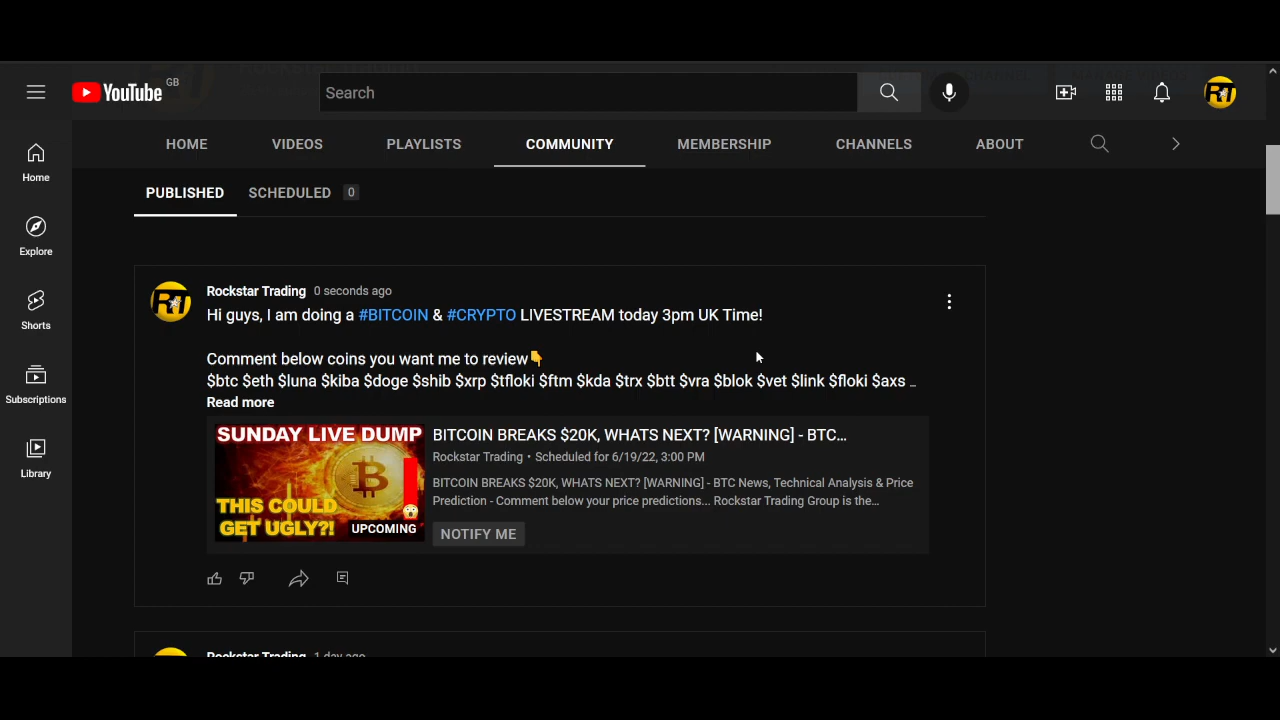 YouTube GB
Search
HOME VIDEOS PLAYLISTS COMMUNITY MEMBERSHIP CHANNELS ABOUT
Home
Explore
Shorts
Subscriptions
Library
PUBLISHED SCHEDULED 0
Rockstar Trading 0 seconds ago
Hi guys, I am doing a #BITCOIN & #CRYPTO LIVESTREAM today 3pm UK Time!
Comment below coins you want me to review👇
$btc $eth $luna $kiba $doge $shib $xrp $tfloki $ftm $kda $trx $btt $vra $blok $vet $link $floki $axs ...
Read more
SUNDAY LIVE DUMP
THIS COULD
GET UGLY?!
UPCOMING
BITCOIN BREAKS $20K, WHATS NEXT? [WARNING] - BTC...
Rockstar Trading • Scheduled for 6/19/22, 3:00 PM
BITCOIN BREAKS $20K, WHATS NEXT? [WARNING] - BTC News, Technical Analysis & Price
Prediction - Comment below your price predictions... Rockstar Trading Group is the...
NOTIFY ME
Rockstar Trading 1 day ago